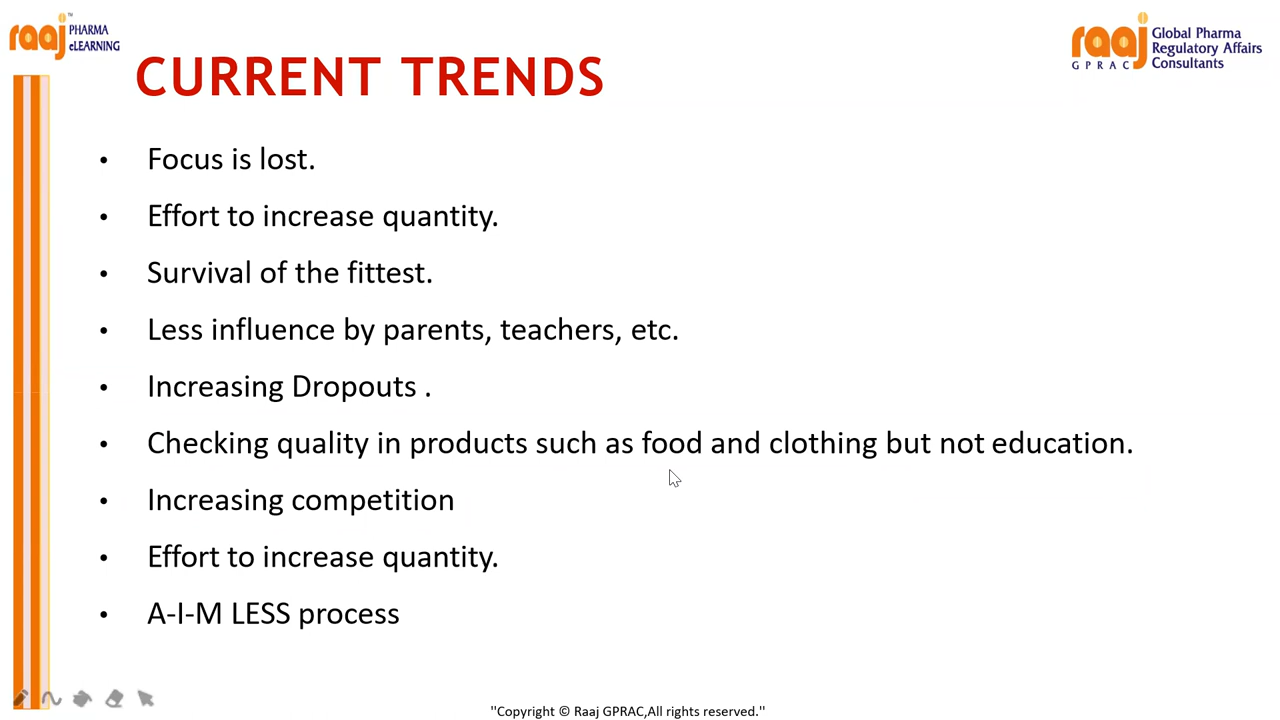 raaj PHARMA eLEARNING
TM
raaj GPRAC Global Pharma Regulatory Affairs Consultants
CURRENT TRENDS
• Focus is lost.
• Effort to increase quantity.
• Survival of the fittest.
• Less influence by parents, teachers, etc.
• Increasing Dropouts .
• Checking quality in products such as food and clothing but not education.
• Increasing competition
• Effort to increase quantity.
• A-I-M LESS process
"Copyright © Raaj GPRAC,All rights reserved."